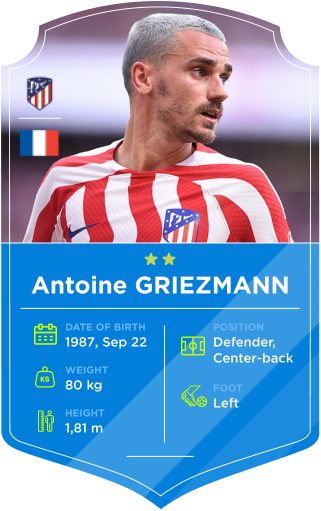 Antoine GRIEZMANN
DATE OF BIRTH
1987, Sep 22
WEIGHT
KG
80 kg
HEIGHT
1,81 m
POSITION
Defender,
Center-back
FOOT
Left